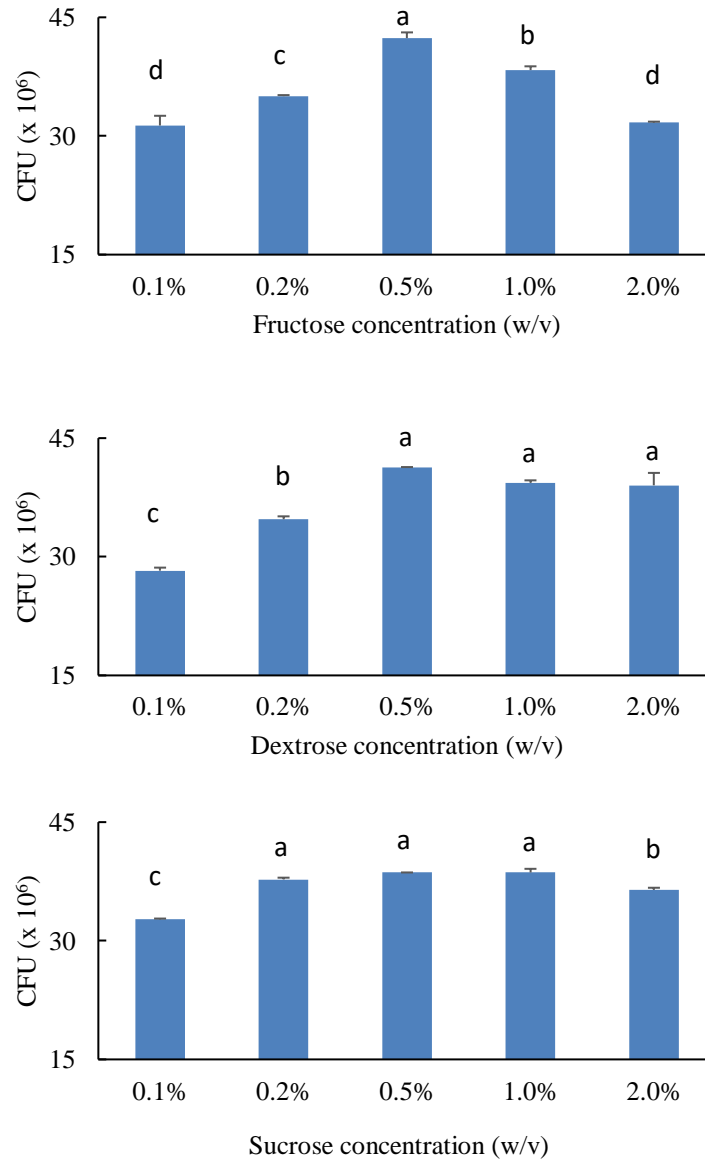 45
a
b
c
d
d
30
15
CFU (x 10⁶)
0.1% 0.2% 0.5% 1.0% 2.0%
Fructose concentration (w/v)
45
a
a
a
b
c
30
15
CFU (x 10⁶)
0.1% 0.2% 0.5% 1.0% 2.0%
Dextrose concentration (w/v)
45
a
a
a
b
c
30
15
CFU (x 10⁶)
0.1% 0.2% 0.5% 1.0% 2.0%
Sucrose concentration (w/v)